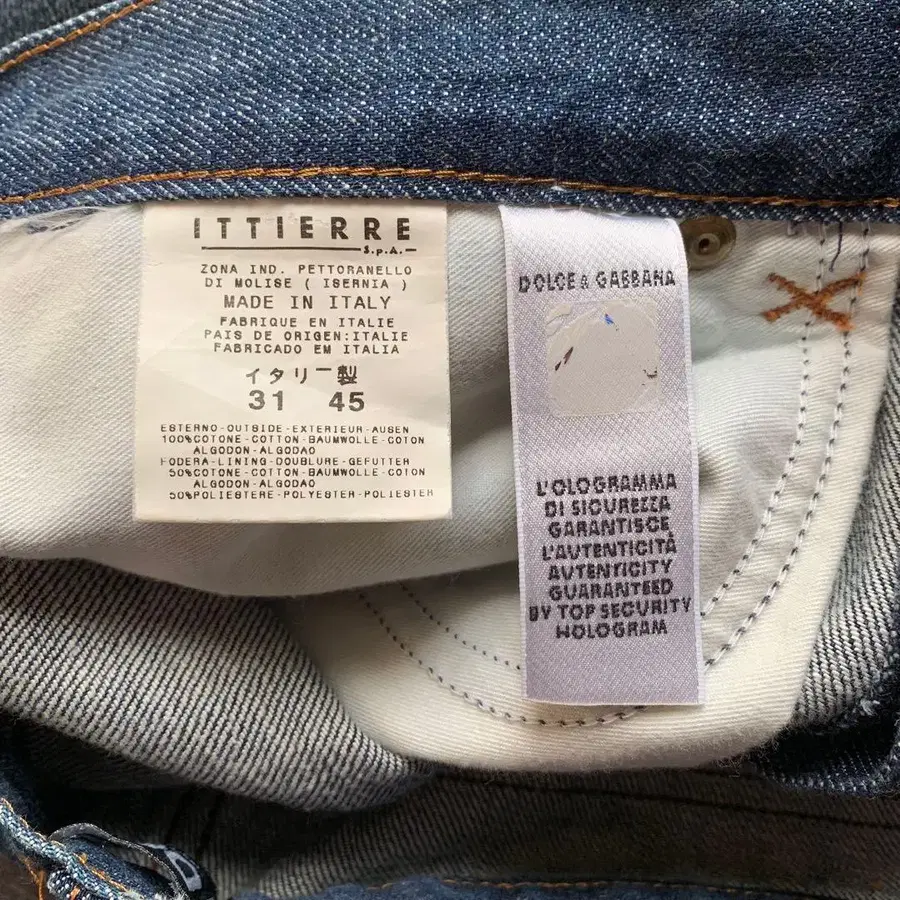 ITTIERRE
S.p.A.
ZONA IND. PETTORANELLO
DI MOLISE ( ISERNIA )
MADE IN ITALY
FABRIQUE EN ITALIE
PAIS DE ORIGEN:ITALIE
FABRICADO EM ITALIA
イタリー製
31 45
ESTERNO-OUTSIDE-EXTERIEUR-AUSEN
100%COTONE-COTTON-BAUMWOLLE-COTON
ALGODON-ALGODAO
FODERA-LINING-DOUBLURE-GEFUTTER
50%COTONE-COTTON-BAUMWOLLE-COTON
ALGODON-ALGODAO
50%POLIESTERE-POLYESTER-POLIESTER
DOLCE & GABBANA
L'OLOGRAMMA
DI SICUREZZA
GARANTISCE
L'AUTENTICITÀ
AUTENTICITY
GUARANTEED
BY TOP SECURITY
HOLOGRAM